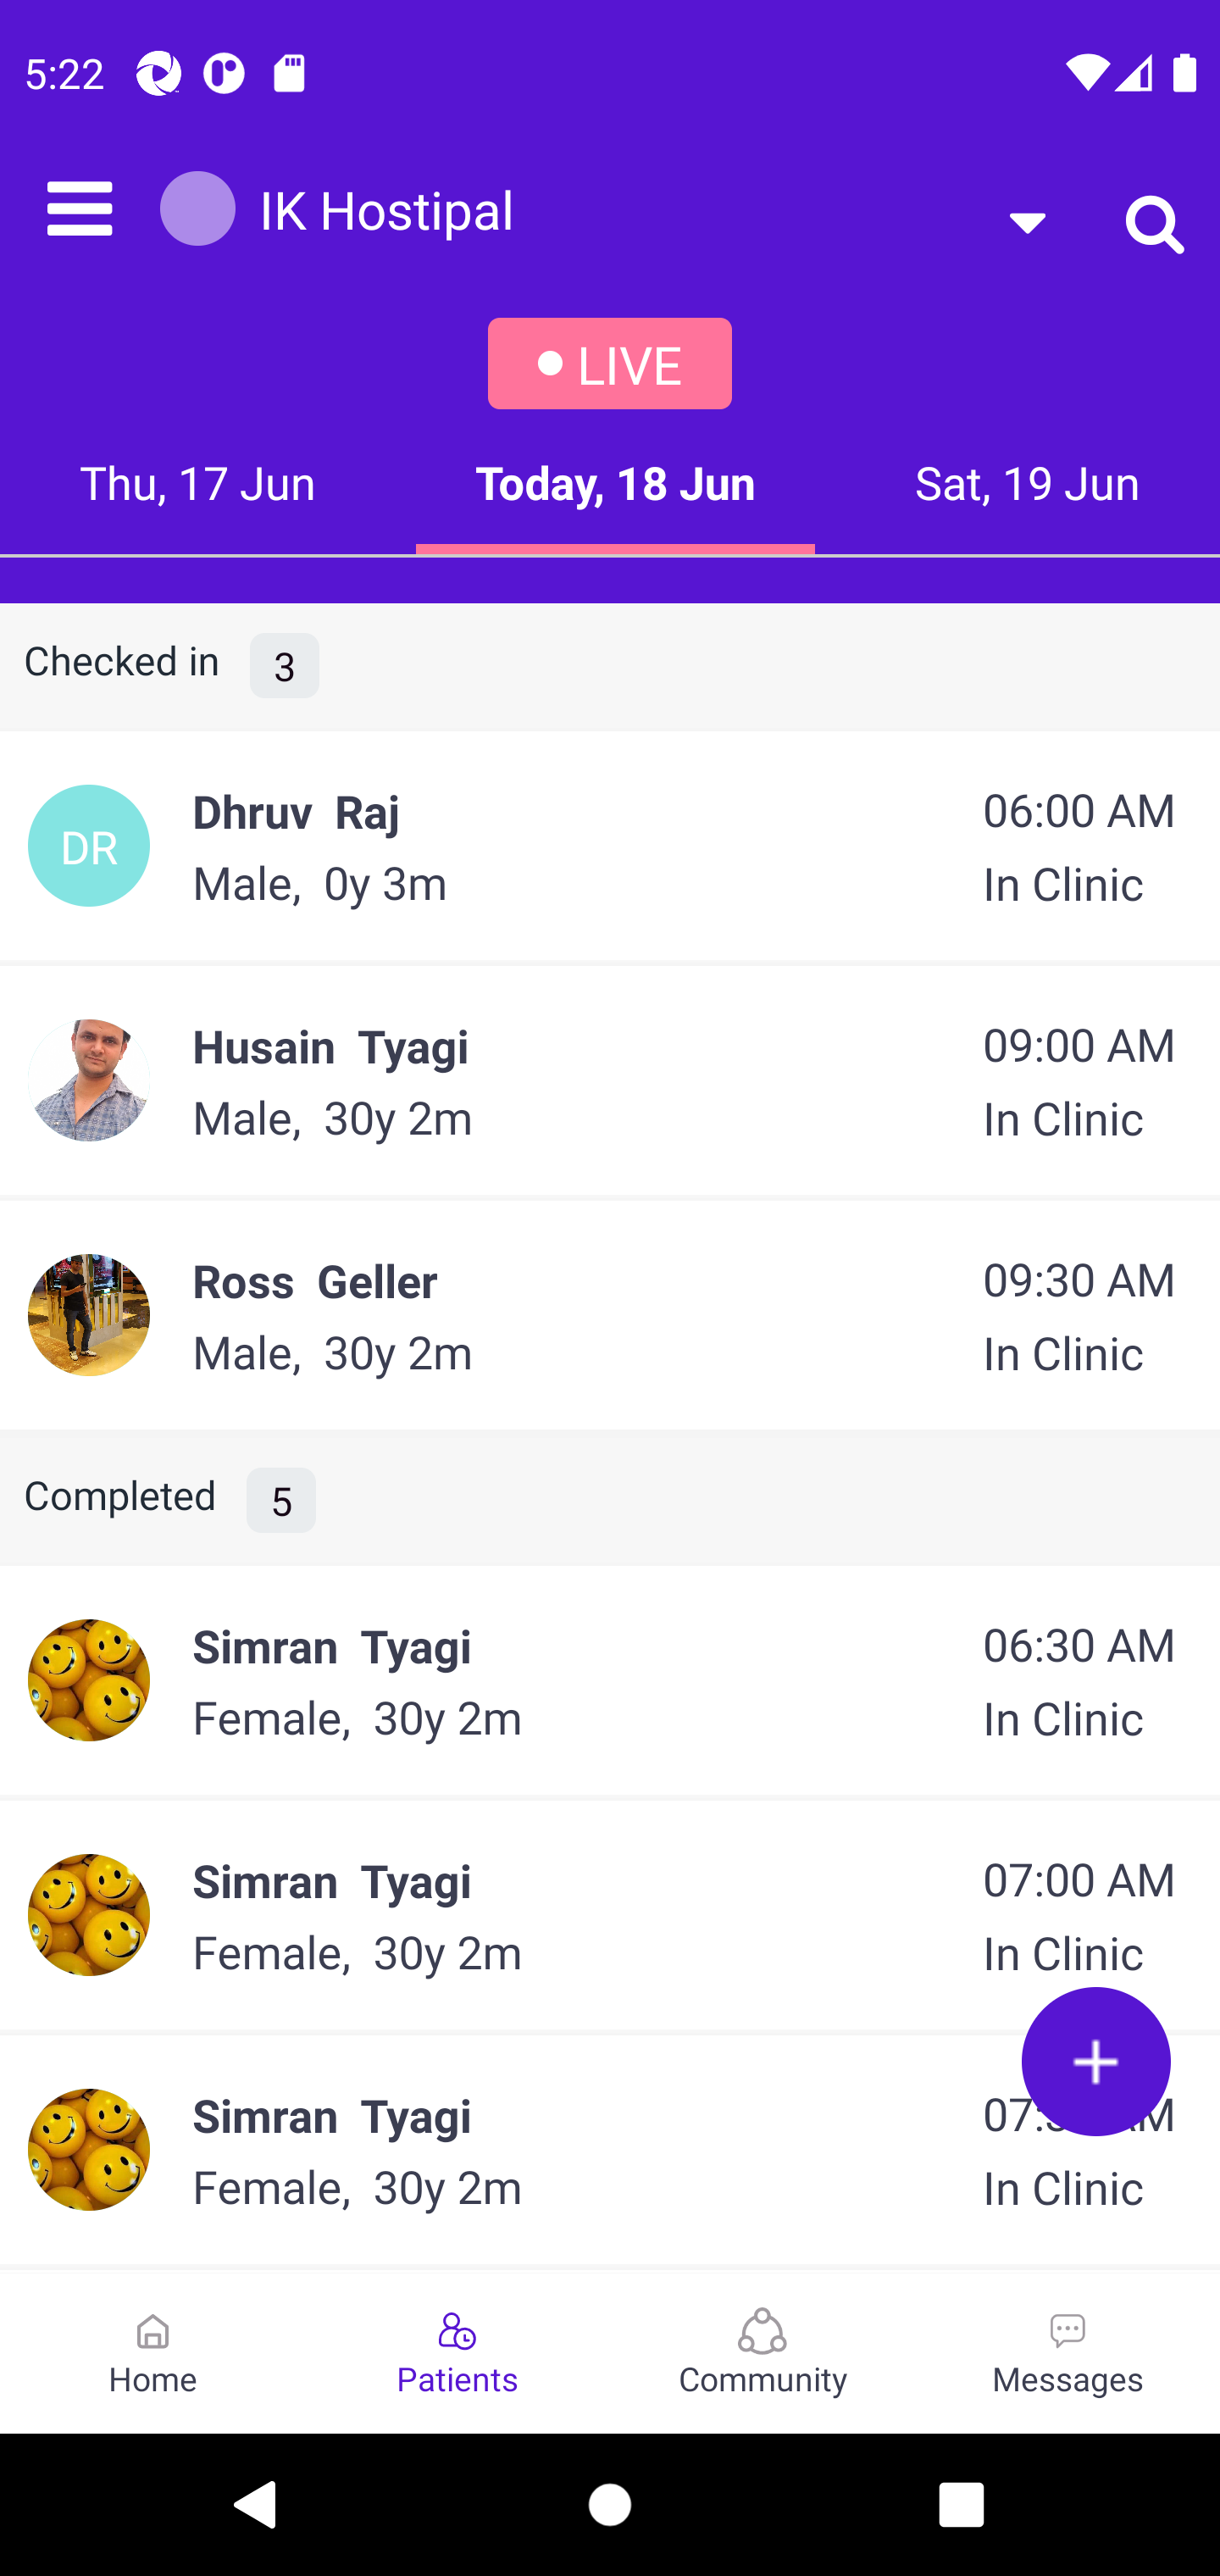 5:22
IK Hostipal
LIVE
Thu, 17 Jun
Today, 18 Jun
Sat, 19 Jun
Checked in 3
Dhruv Raj
06:00 AM
DR
Male, 0y 3m
In Clinic
Husain Tyagi
09:00 AM
Male, 30y 2m
In Clinic
Ross Geller
09:30 AM
Male, 30y 2m
In Clinic
Completed 5
Simran Tyagi
06:30 AM
Female, 30y 2m
In Clinic
Simran Tyagi
07:00 AM
Female, 30y 2m
In Clinic
Simran Tyagi
Female, 30y 2m
In Clinic
Home
Patients
Community
Messages